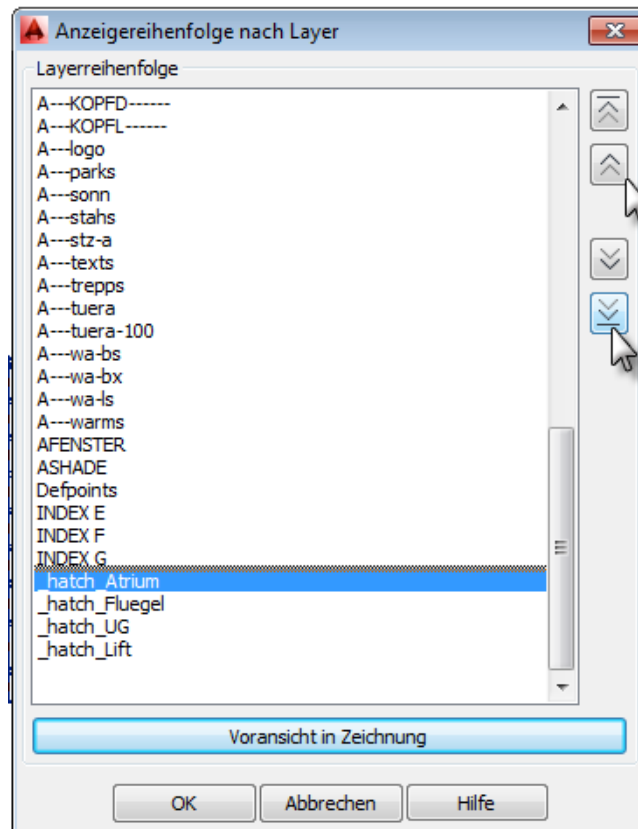 Anzeigereihenfolge nach Layer
Layerreihenfolge
A---KOPFD------
A---KOPFL------
A---logo
A---parks
A---sonn
A---stahs
A---stz-a
A---texts
A---trepps
A---tuera
A---tuera-100
A---wa-bs
A---wa-bx
A---wa-ls
A---warms
AFENSTER
ASHADE
Defpoints
INDEX E
INDEX F
INDEX G
_hatch_Atrium
_hatch_Fluegel
_hatch_UG
_hatch_Lift
Voransicht in Zeichnung
OK
Abbrechen
Hilfe